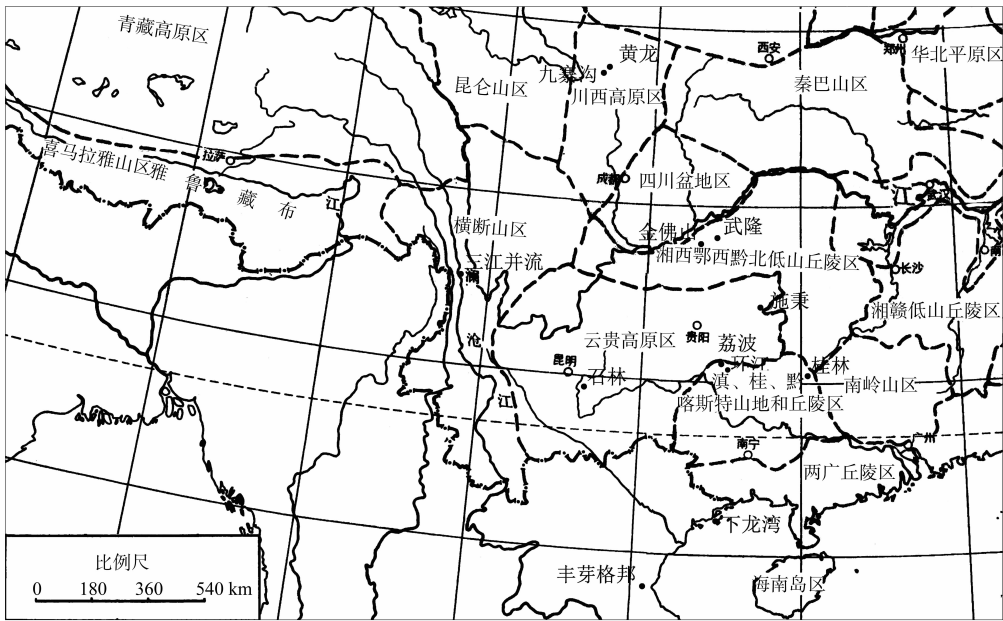 青藏高原区
西安
郑州
华北平原区
黄龙
九寨沟
川西高原区
昆仑山区
秦巴山区
喜马拉雅山区
拉萨
雅鲁藏布江
成都
四川盆地区
江
武汉
横断山区
金佛山
武隆
湘西鄂西黔北低山丘陵区
三江并流
长沙
南
澜沧江
施秉
湘赣低山丘陵区
贵阳
云贵高原区
荔波
昆明
环江
桂林
石林
滇、桂、黔
喀斯特山地和丘陵区
南岭山区
南宁
广州
两广丘陵区
下龙湾
丰芽格邦
海南岛区
比例尺
0 180 360 540 km